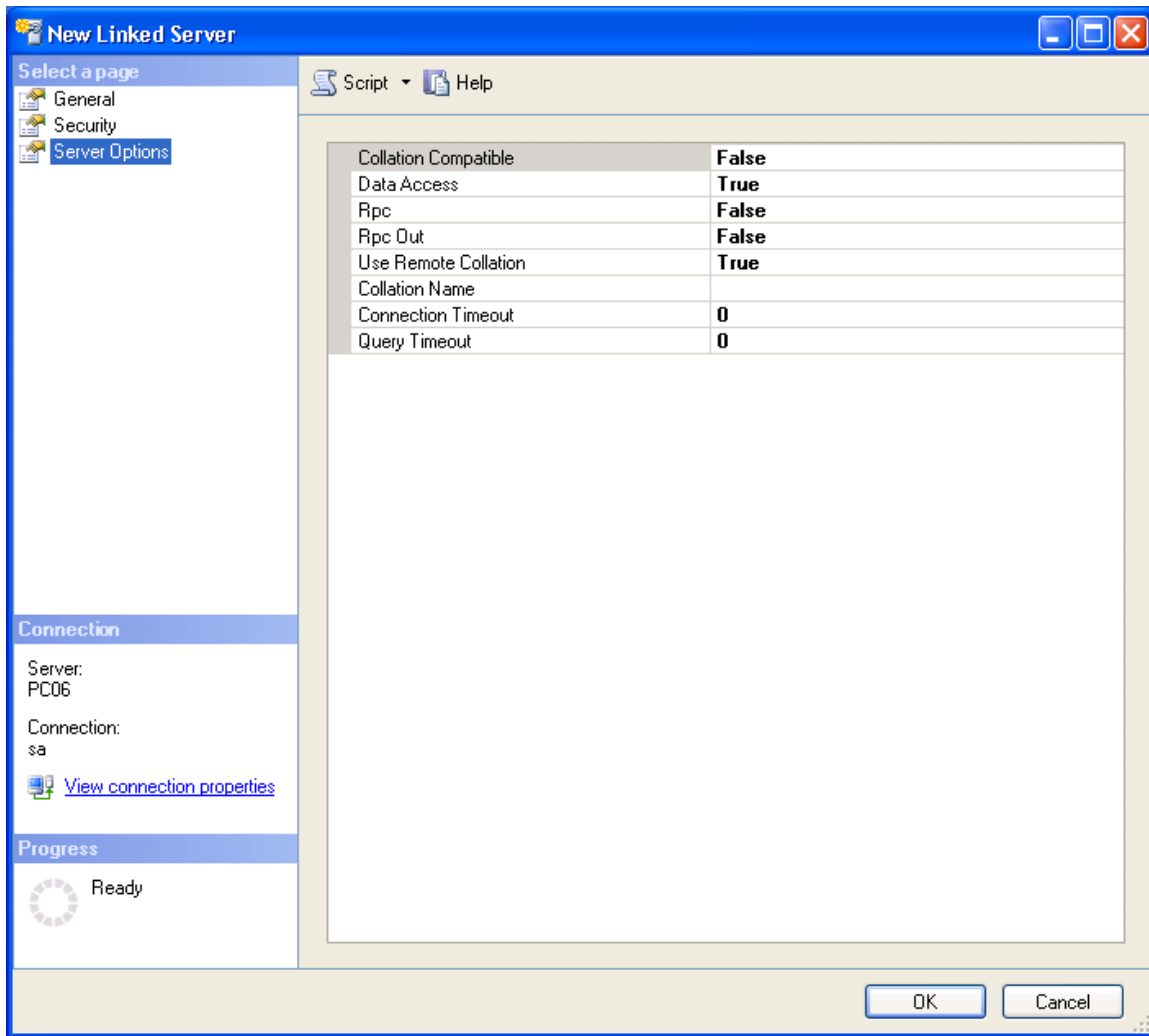 New Linked Server
Select a page
General
Security
Server Options
Script Help
Collation Compatible False
Data Access True
Rpc False
Rpc Out False
Use Remote Collation True
Collation Name
Connection Timeout 0
Query Timeout 0
Connection
Server:
PC06
Connection:
sa
View connection properties
Progress
Ready
OK Cancel